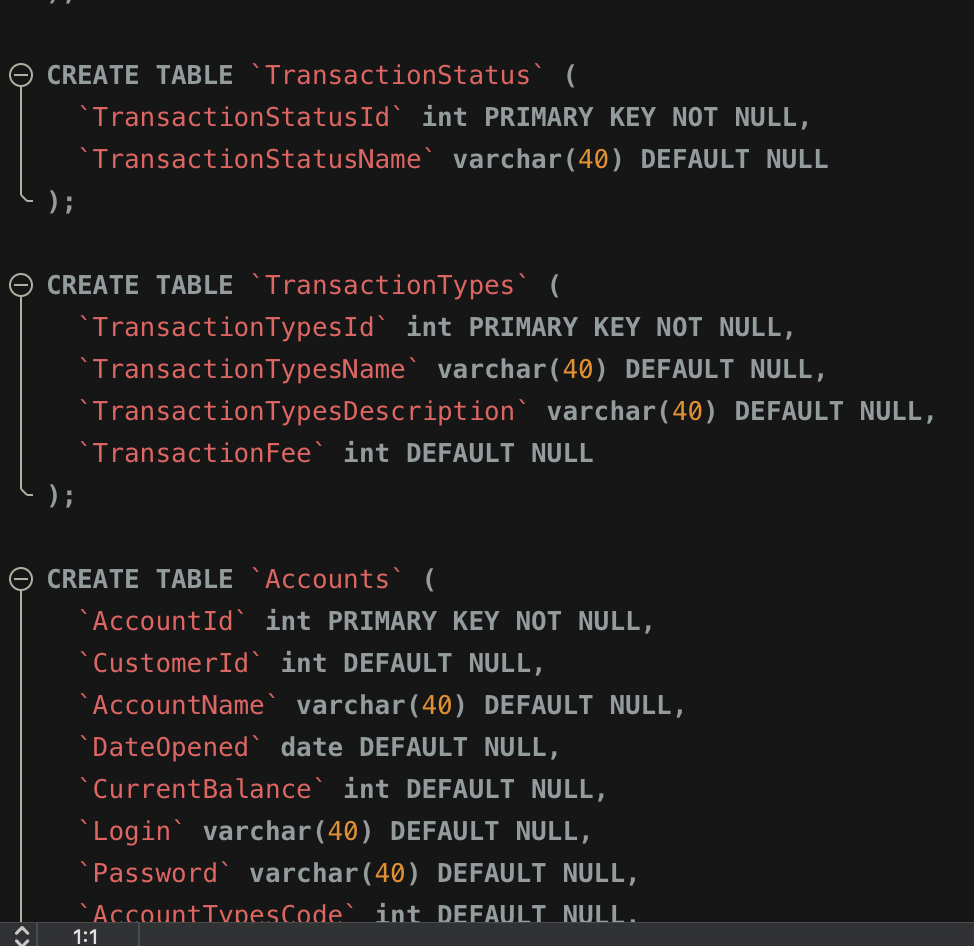 );
CREATE TABLE `TransactionStatus` (
`TransactionStatusId` int PRIMARY KEY NOT NULL,
`TransactionStatusName` varchar(40) DEFAULT NULL
);
CREATE TABLE `TransactionTypes` (
`TransactionTypesId` int PRIMARY KEY NOT NULL,
`TransactionTypesName` varchar(40) DEFAULT NULL,
`TransactionTypesDescription` varchar(40) DEFAULT NULL,
`TransactionFee` int DEFAULT NULL
);
CREATE TABLE `Accounts` (
`AccountId` int PRIMARY KEY NOT NULL,
`CustomerId` int DEFAULT NULL,
`AccountName` varchar(40) DEFAULT NULL,
`DateOpened` date DEFAULT NULL,
`CurrentBalance` int DEFAULT NULL,
`Login` varchar(40) DEFAULT NULL,
`Password` varchar(40) DEFAULT NULL,
`AccountTypesCode` int DEFAULT NULL,
1:1